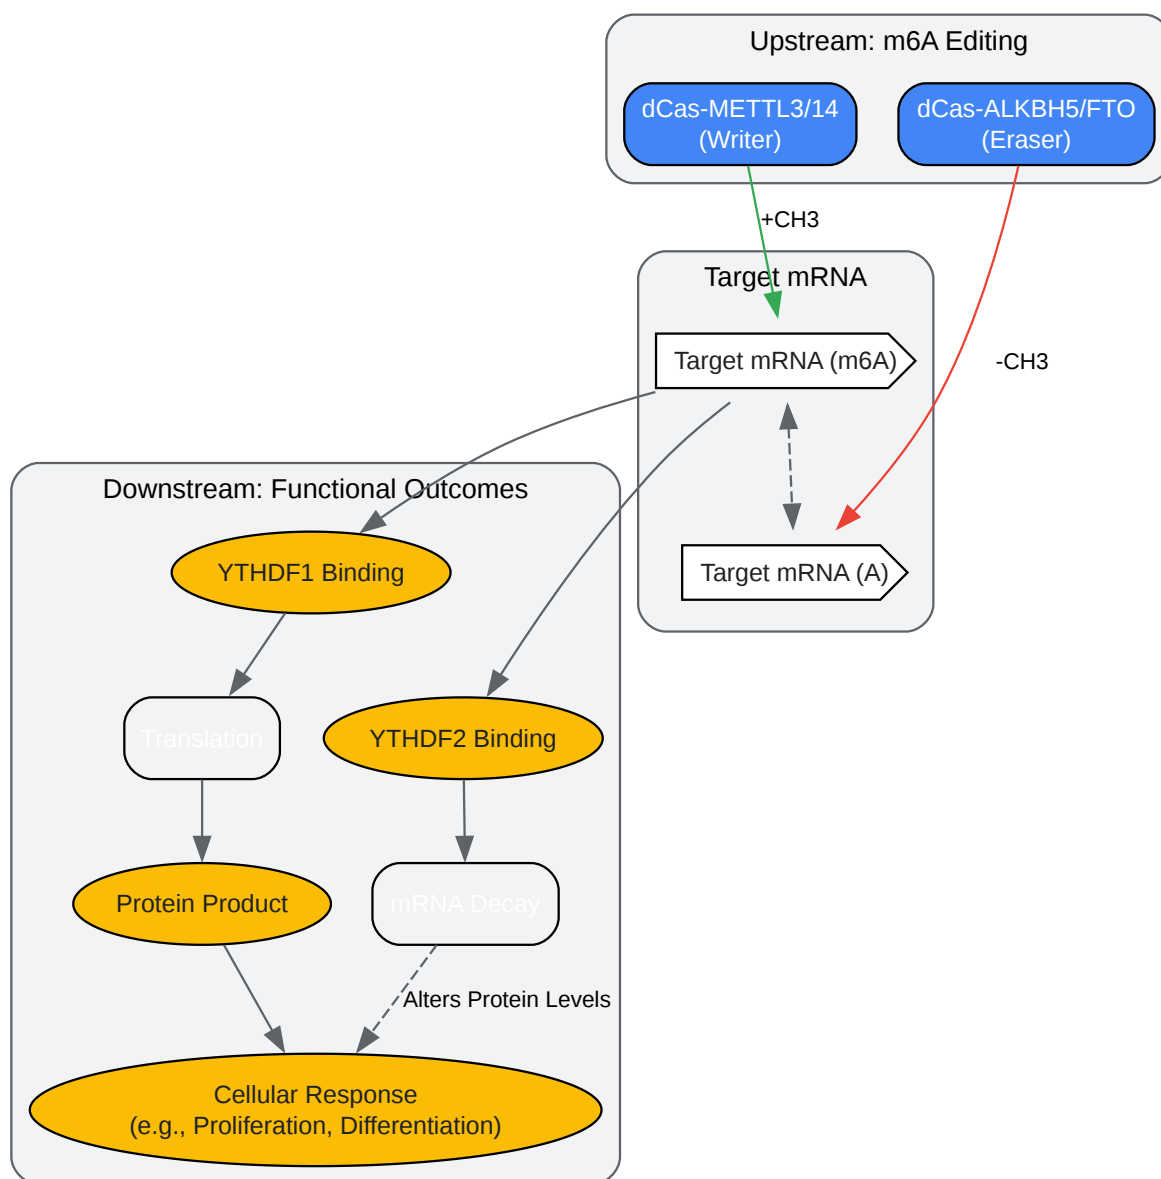 Upstream: m6A Editing
dCas-METTL3/14
(Writer)
dCas-ALKBH5/FTO
(Eraser)
+CH3
Target mRNA
Target mRNA (m6A)
-CH3
Downstream: Functional Outcomes
YTHDF1 Binding
Target mRNA (A)
Translation
YTHDF2 Binding
Protein Product
mRNA Decay
Alters Protein Levels
Cellular Response
(e.g., Proliferation, Differentiation)